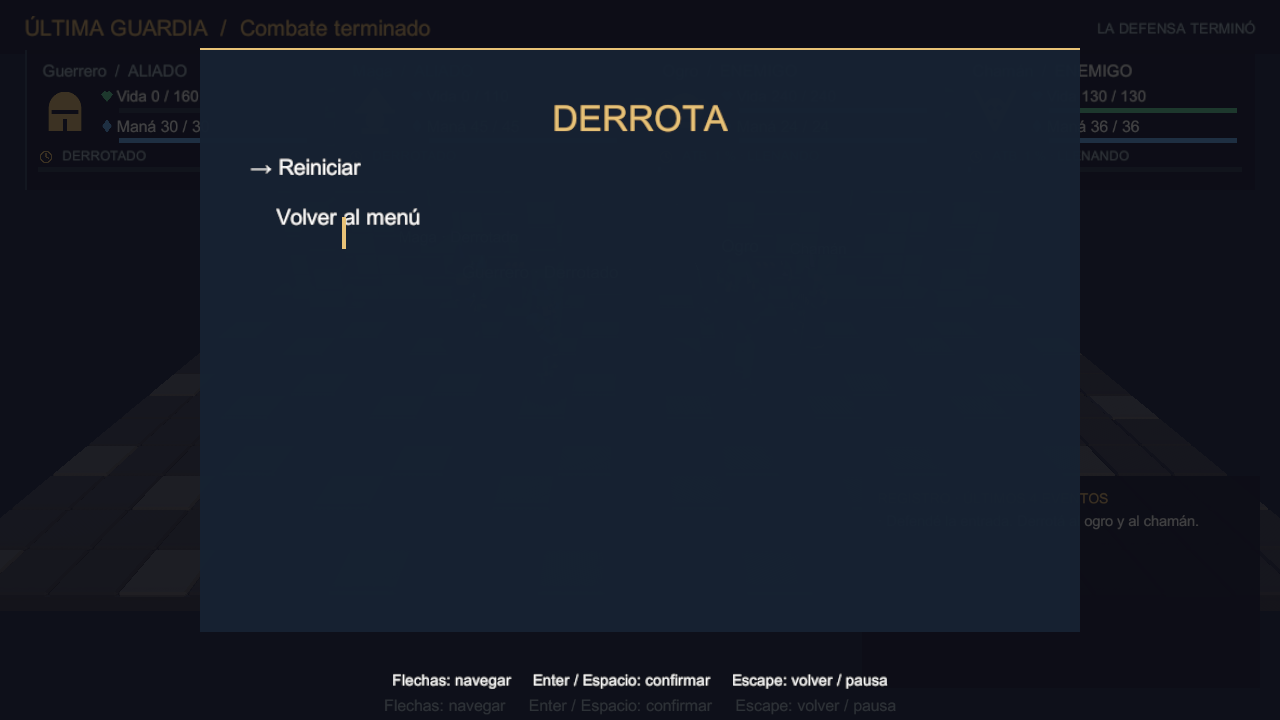 ÚLTIMA GUARDIA / Combate terminado
LA DEFENSA TERMINÓ
Guerrero / ALIADO
EMIGO
Vida 0 / 160
130 / 130
Maná 30 / 3
á 36 / 36
DERROTADO
NANDO
DERROTA
→ Reiniciar
Volver al menú
TOS
ogro y al chamán.
Flechas: navegar Enter / Espacio: confirmar Escape: volver / pausa
Flechas: navegar Enter / Espacio: confirmar Escape: volver / pausa